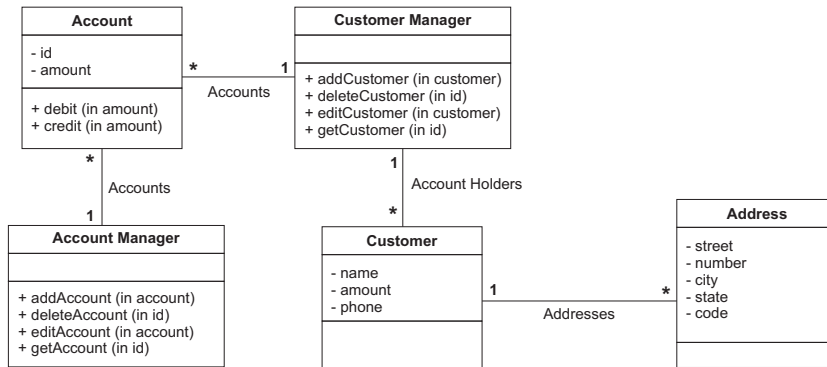 Account
- id
- amount
+ debit (in amount)
+ credit (in amount)
* 1
Accounts
Customer Manager
+ addCustomer (in customer)
+ deleteCustomer (in id)
+ editCustomer (in customer)
+ getCustomer (in id)
*
Accounts
1
Account Manager
+ addAccount (in account)
+ deleteAccount (in id)
+ editAccount (in account)
+ getAccount (in id)
1
Account Holders
*
Customer
- name
- amount
- phone
1 *
Addresses
Address
- street
- number
- city
- state
- code